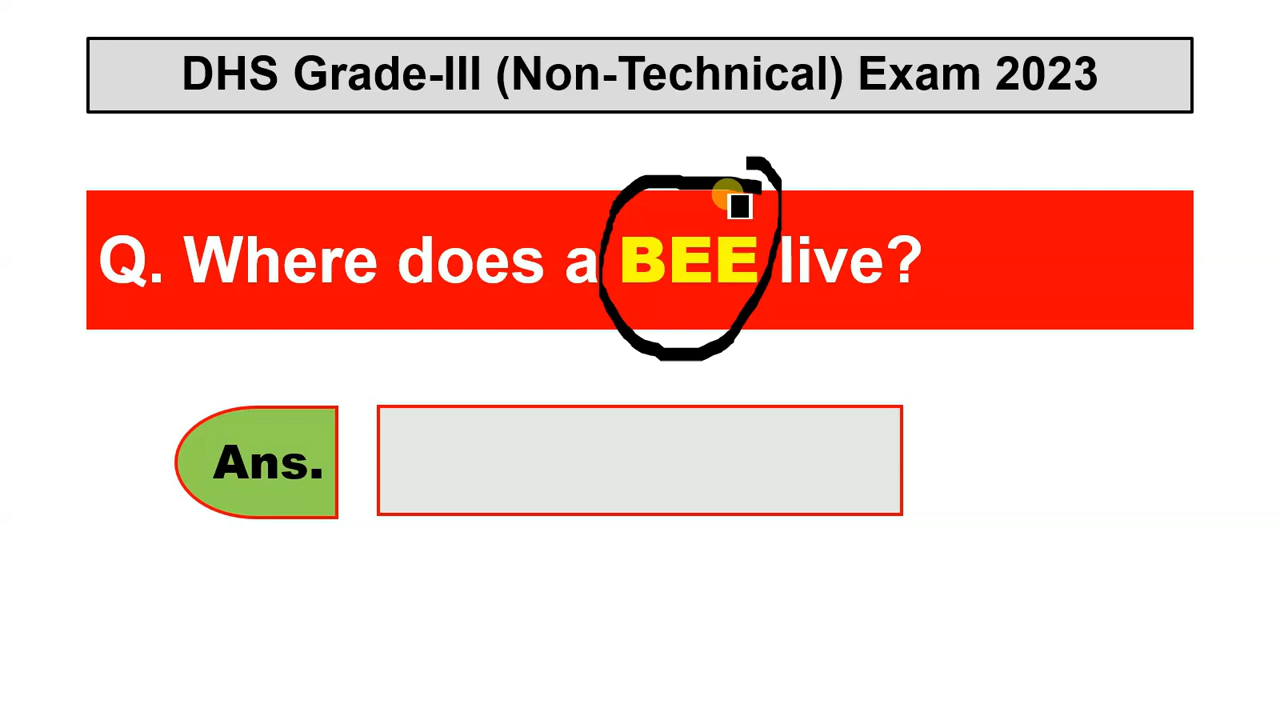 DHS Grade-III (Non-Technical) Exam 2023
Q. Where does a BEE live?
Ans.